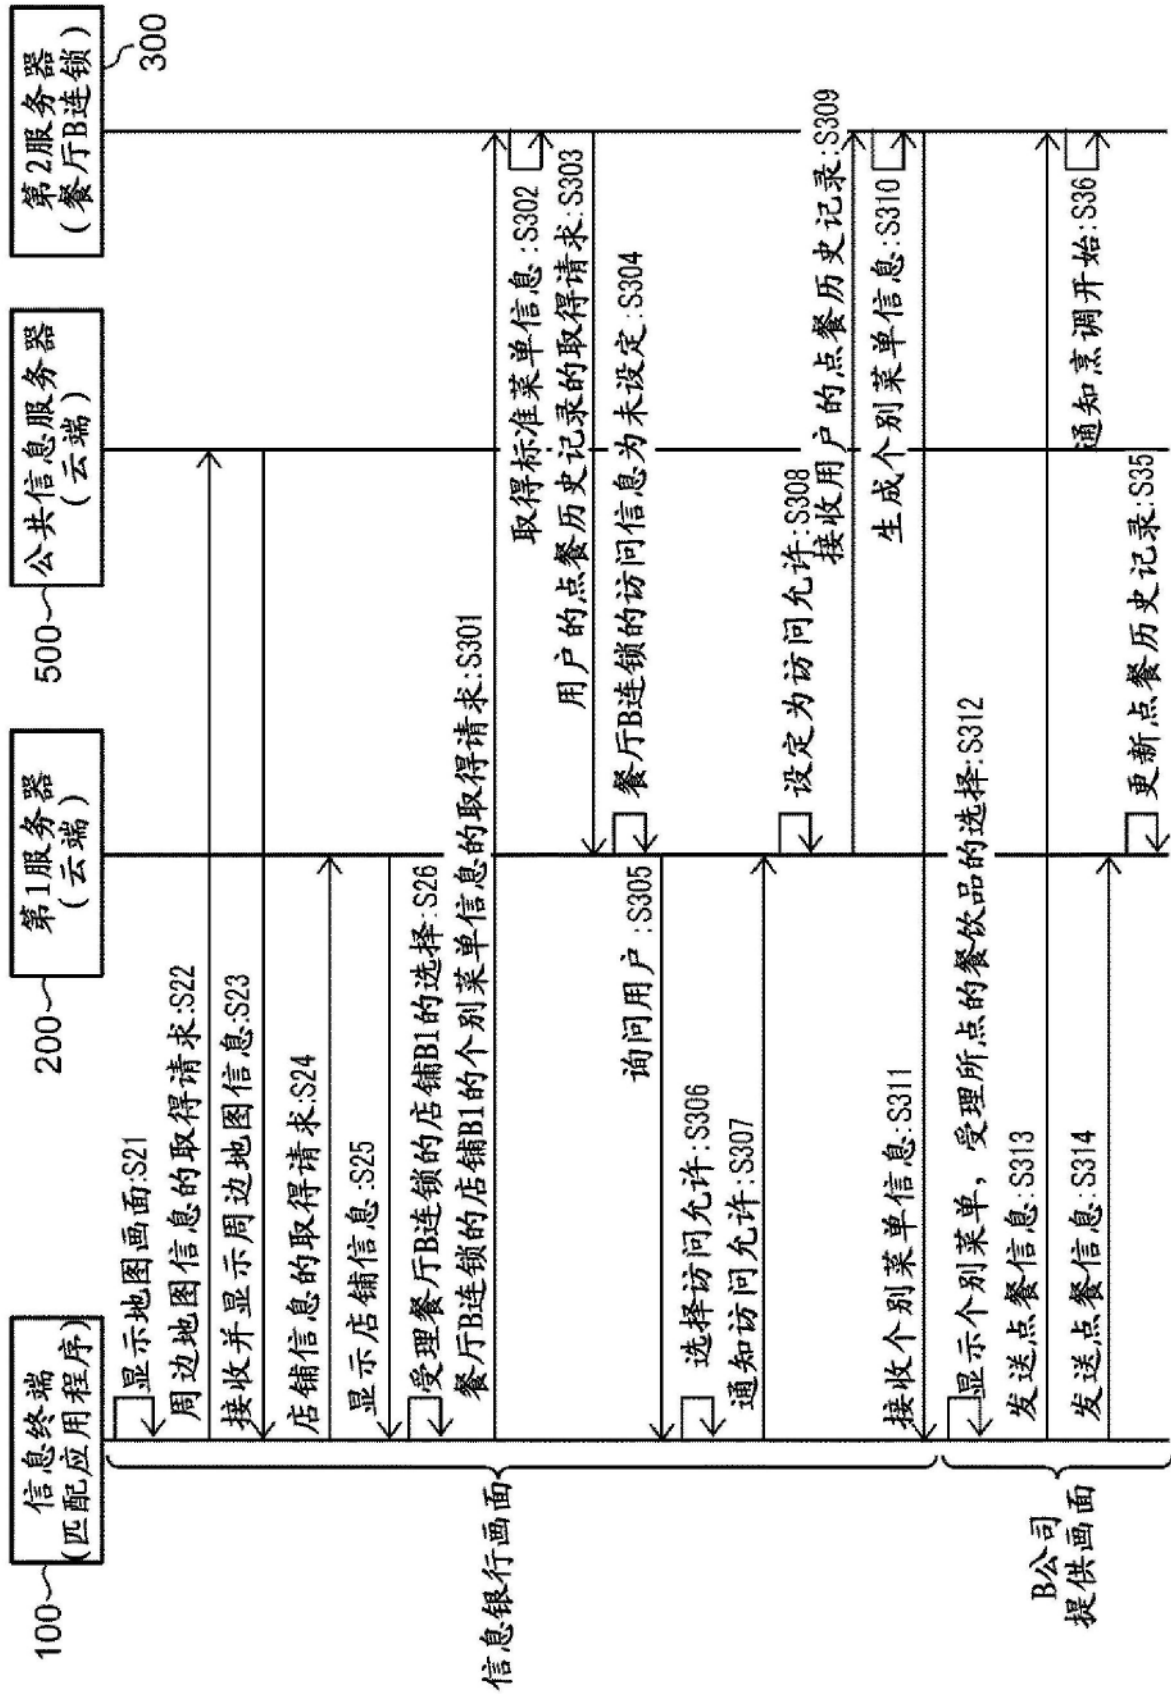 100
信息终端
(匹配应用程序)
200
第1服务器
(云端)
500
公共信息服务器
(云端)
第2服务器
(餐厅B连锁)
300
显示地图画面:S21
周边地图信息的取得请求:S22
接收并显示周边地图信息:S23
店铺信息的取得请求:S24
显示店铺信息:S25
受理餐厅B连锁的店铺B1的选择:S26
餐厅B连锁的店铺B1的个别菜单信息的取得请求:S301
取得标准菜单信息:S302
用户的点餐历史记录的取得请求:S303
餐厅B连锁的访问信息为未设定:S304
询问用户:S305
选择访问允许:S306
通知访问允许:S307
设定为访问允许:S308
接收用户的点餐历史记录:S309
生成个别菜单信息:S310
接收个别菜单信息:S311
显示个别菜单，受理所点的餐饮品的选择:S312
发送点餐信息:S313
通知烹调开始:S36
发送点餐信息:S314
更新点餐历史记录:S35
信息银行画面
B公司
提供画面